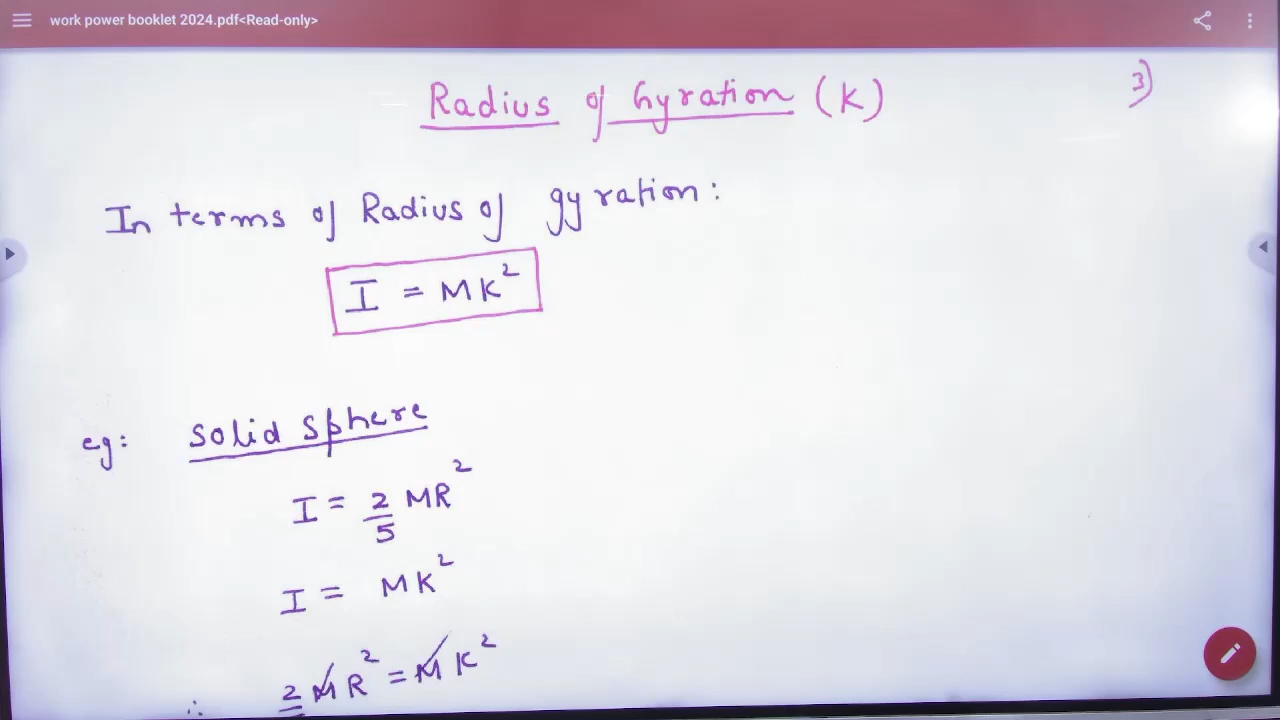 work power booklet 2024.pdf<Read-only>
Radius of Gyration (K)
3)
In terms of Radius of gyration:
I = MK²
eg: Solid Sphere
I = 2/5 MR²
I = MK²
∴ 2 MR² = MK²